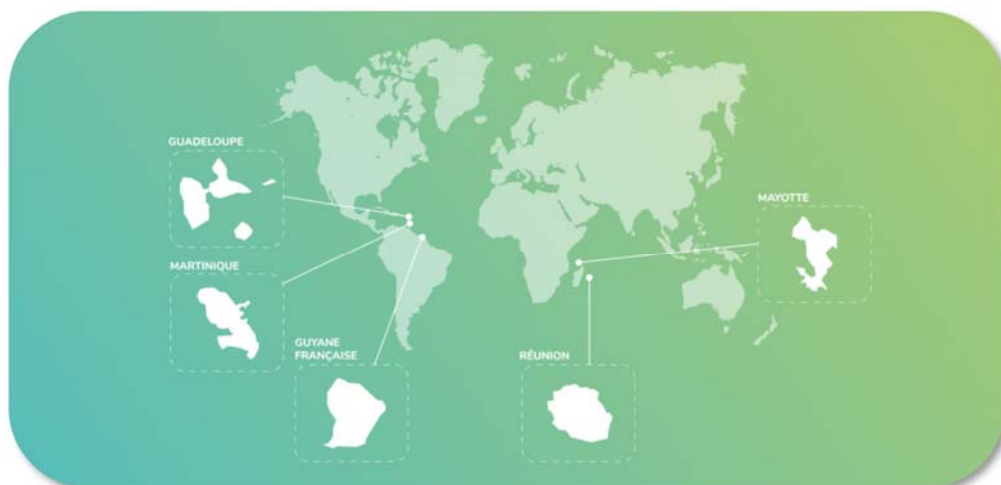 GUADELOUPE
MARTINIQUE
GUYANE
FRANÇAISE
RÉUNION
MAYOTTE